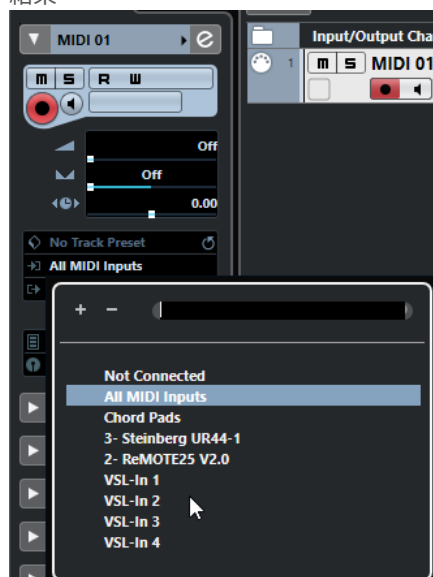 結果
MIDI 01
e
m S R W
Off
Off
0.00
No Track Preset
All MIDI Inputs
Input/Output Cha
1 m S MIDI 01
+ -
Not Connected
All MIDI Inputs
Chord Pads
3- Steinberg UR44-1
2- ReMOTE25 V2.0
VSL-In 1
VSL-In 2
VSL-In 3
VSL-In 4